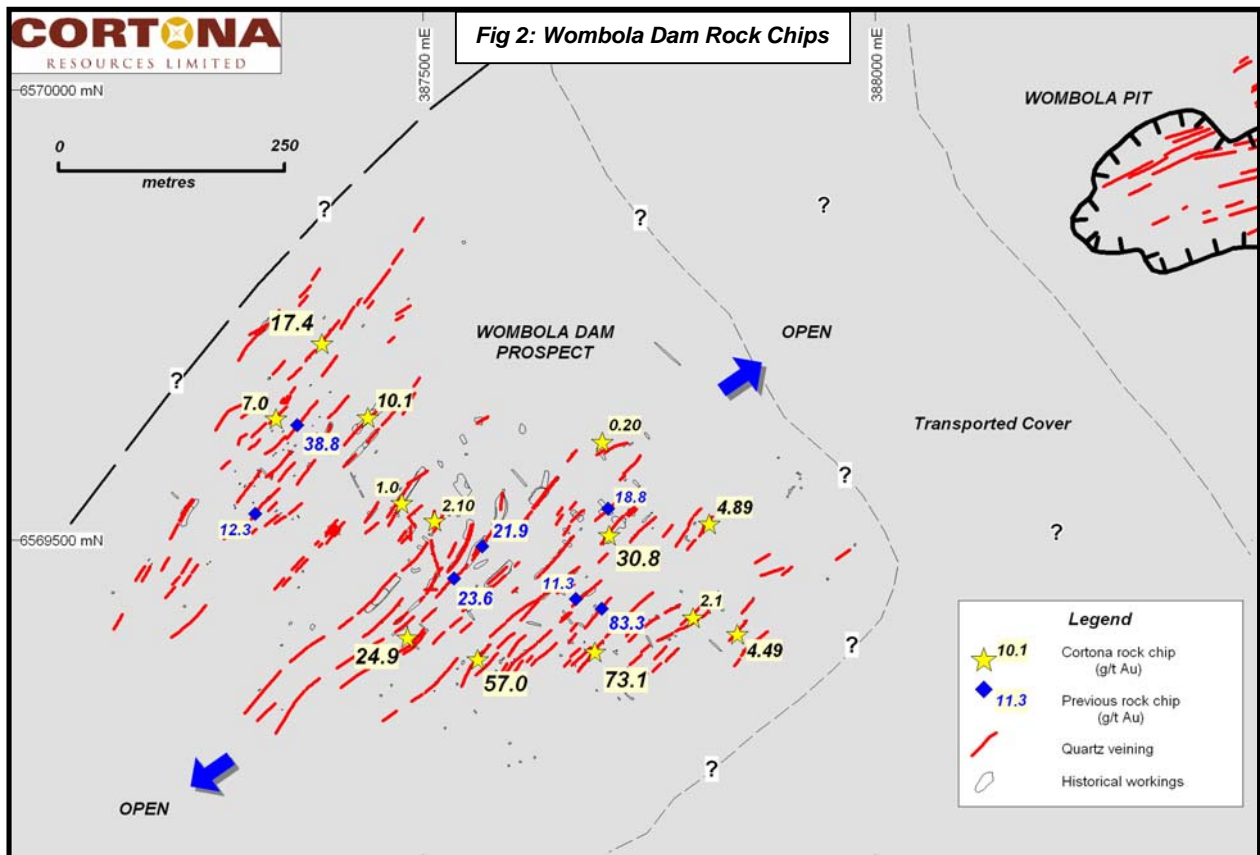 CORTONA
RESOURCES LIMITED
Fig 2: Wombola Dam Rock Chips
387500 mE
388000 mE
6570000 mN
WOMBOLA PIT
0 250
metres
?
?
?
17.4
WOMBOLA DAM
PROSPECT
OPEN
?
7.0
10.1
38.8
0.20
Transported Cover
?
1.0
2.10
18.8
4.89
12.3
21.9
30.8
?
6569500 mN
23.6
11.3
83.3
2.1
24.9
4.49
?
57.0
73.1
?
OPEN
Legend
10.1 Cortona rock chip
(g/t Au)
11.3 Previous rock chip
(g/t Au)
Quartz veining
Historical workings